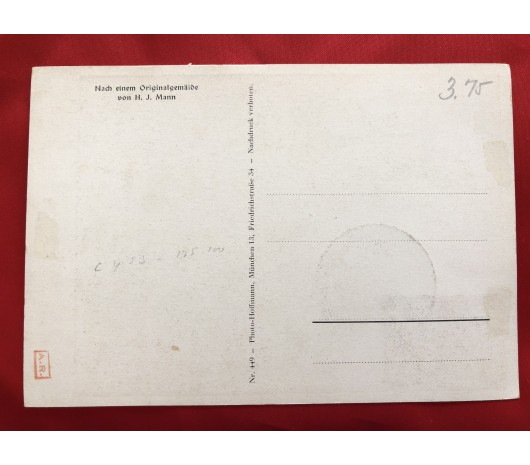 Nach einem Originalgemälde
von H. J. Mann
3.75
Nr. 449 – Photo-Hoffmann, München 13, Friedrichstraße 34 – Nachdruck verboten.
A.R.